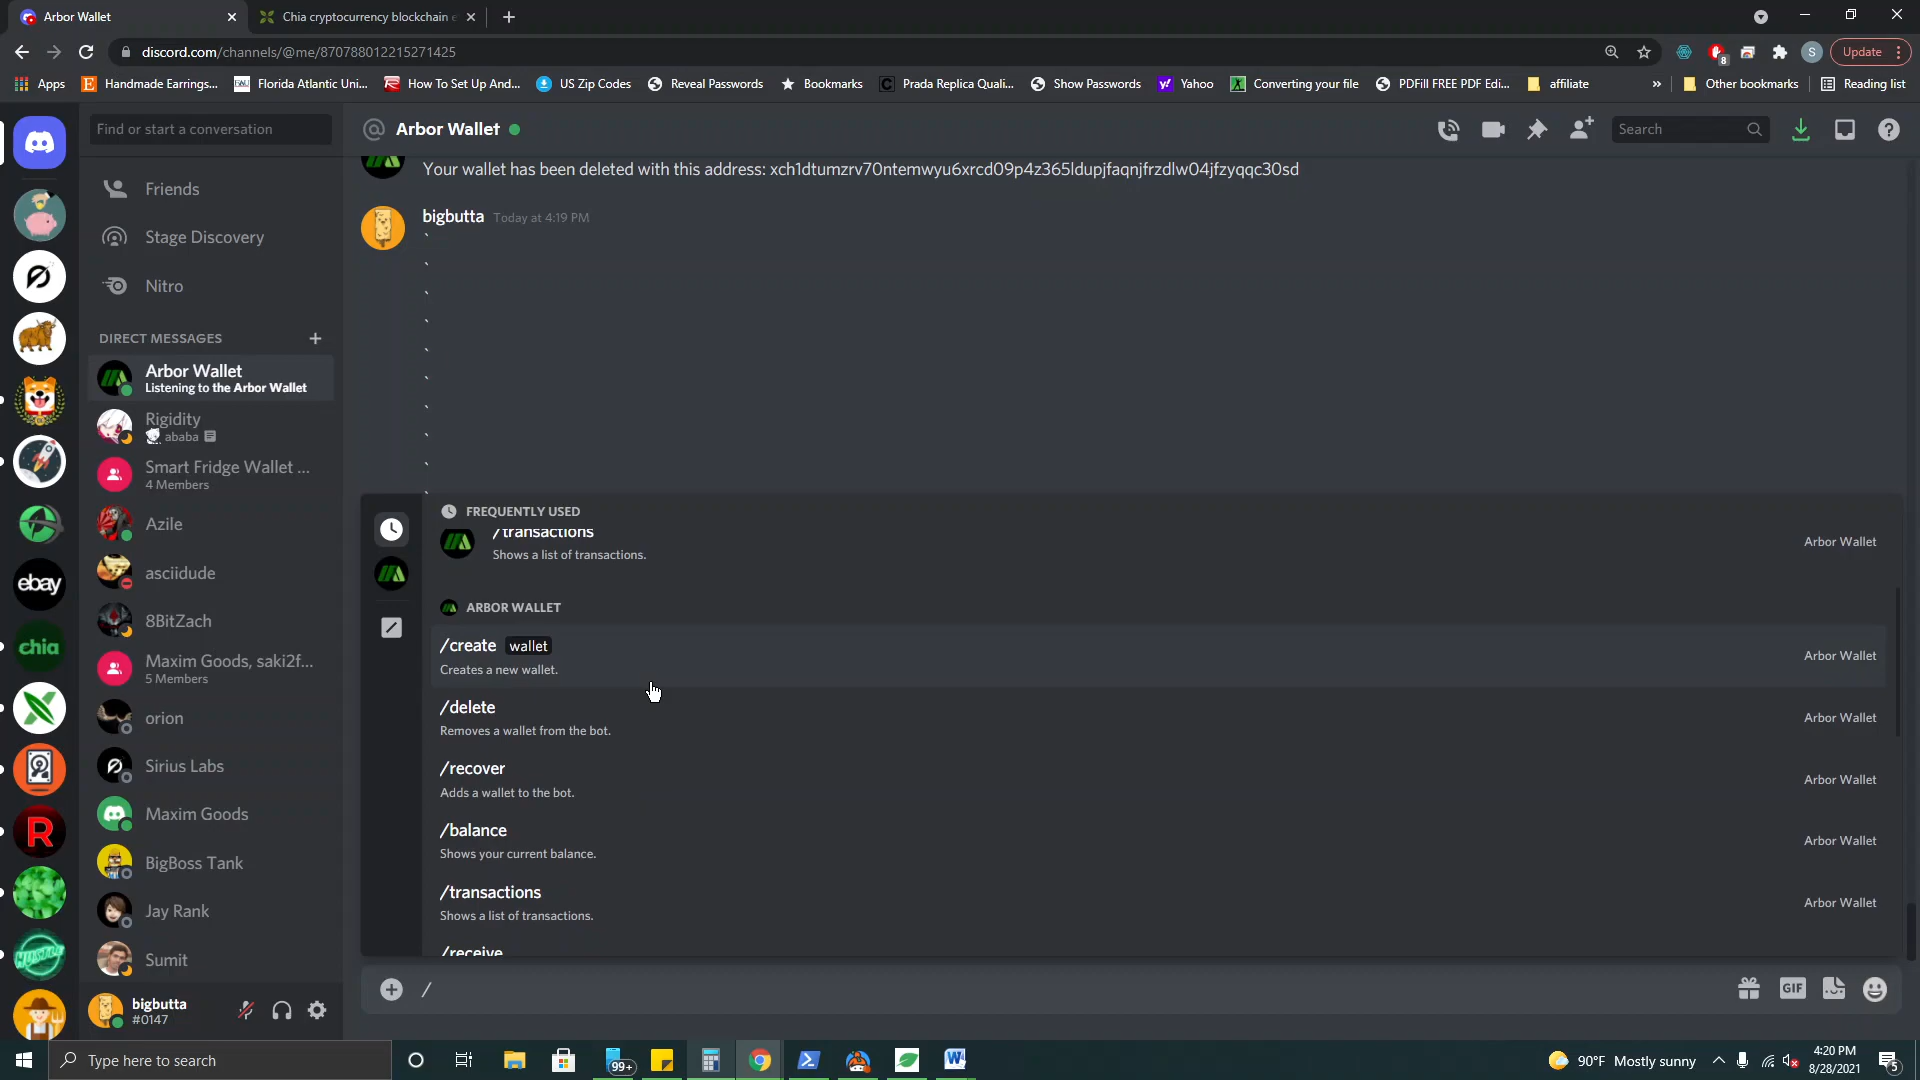 Arbor Wallet
Chia cryptocurrency blockchain e
discord.com/channels/@me/870788012215271425
8
S
Update
Apps
Handmade Earrings...
FAU
Florida Atlantic Uni...
How To Set Up And...
US Zip Codes
Reveal Passwords
Bookmarks
Prada Replica Quali...
Show Passwords
Yahoo
Converting your file
PDFill FREE PDF Edi...
affiliate
»
Other bookmarks
Reading list
Find or start a conversation
@ Arbor Wallet
Search
Friends
Stage Discovery
Nitro
DIRECT MESSAGES
Arbor Wallet
Listening to the Arbor Wallet
Rigidity
ababa
Smart Fridge Wallet ...
4 Members
Azile
asciidude
8BitZach
Maxim Goods, saki2f...
5 Members
orion
Sirius Labs
Maxim Goods
BigBoss Tank
Jay Rank
Sumit
bigbutta
#0147
ebay
chia
R
HUSTLE
Your wallet has been deleted with this address: xch1dtumzrv70ntemwyu6xrcd09p4z365ldupjfaqnjfrzdlw04jfzyqqc30sd
bigbutta Today at 4:19 PM
`
`
`
`
`
`
`
`
`
`
FREQUENTLY USED
/transactions
Shows a list of transactions.
Arbor Wallet
ARBOR WALLET
/create wallet
Creates a new wallet.
Arbor Wallet
/delete
Removes a wallet from the bot.
Arbor Wallet
/recover
Adds a wallet to the bot.
Arbor Wallet
/balance
Shows your current balance.
Arbor Wallet
/transactions
Shows a list of transactions.
Arbor Wallet
/receive
/
GIF
Type here to search
99+
90°F Mostly sunny
4:20 PM
8/28/2021
5